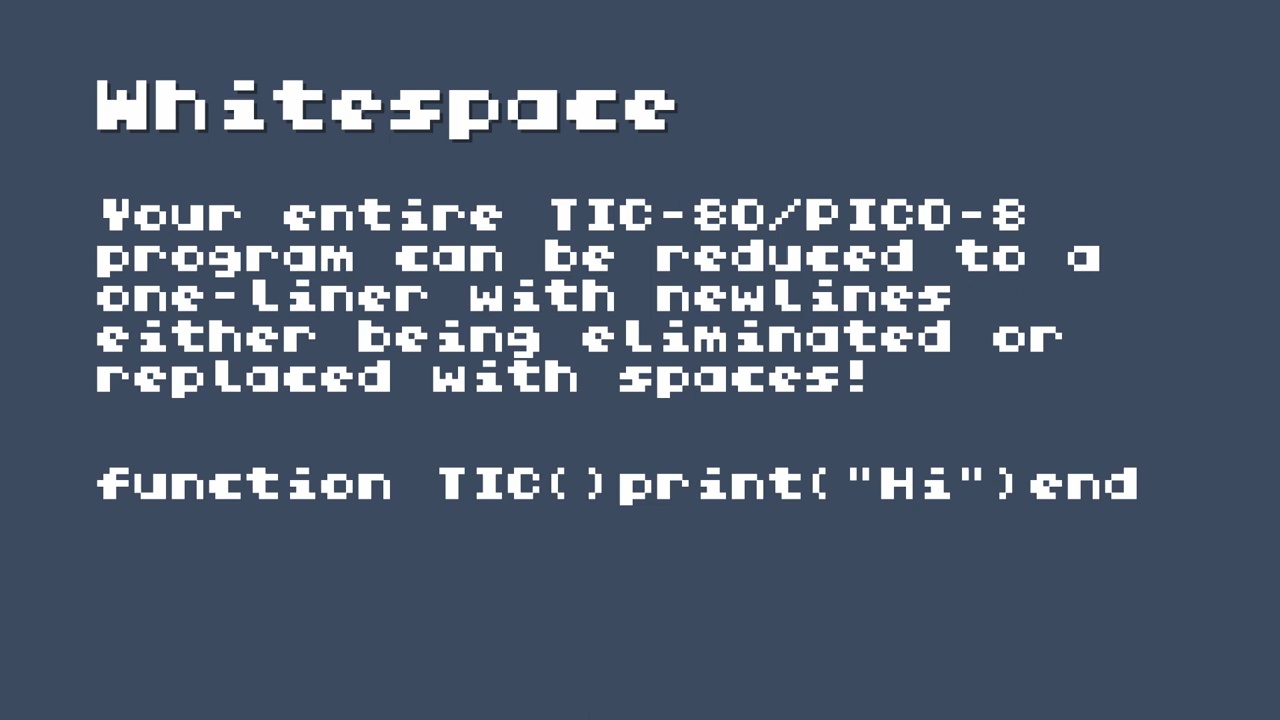 Whitespace
Your entire TIC-80/PICO-8
program can be reduced to a
one-liner with newlines
either being eliminated or
replaced with spaces!
function TIC()print("Hi")end